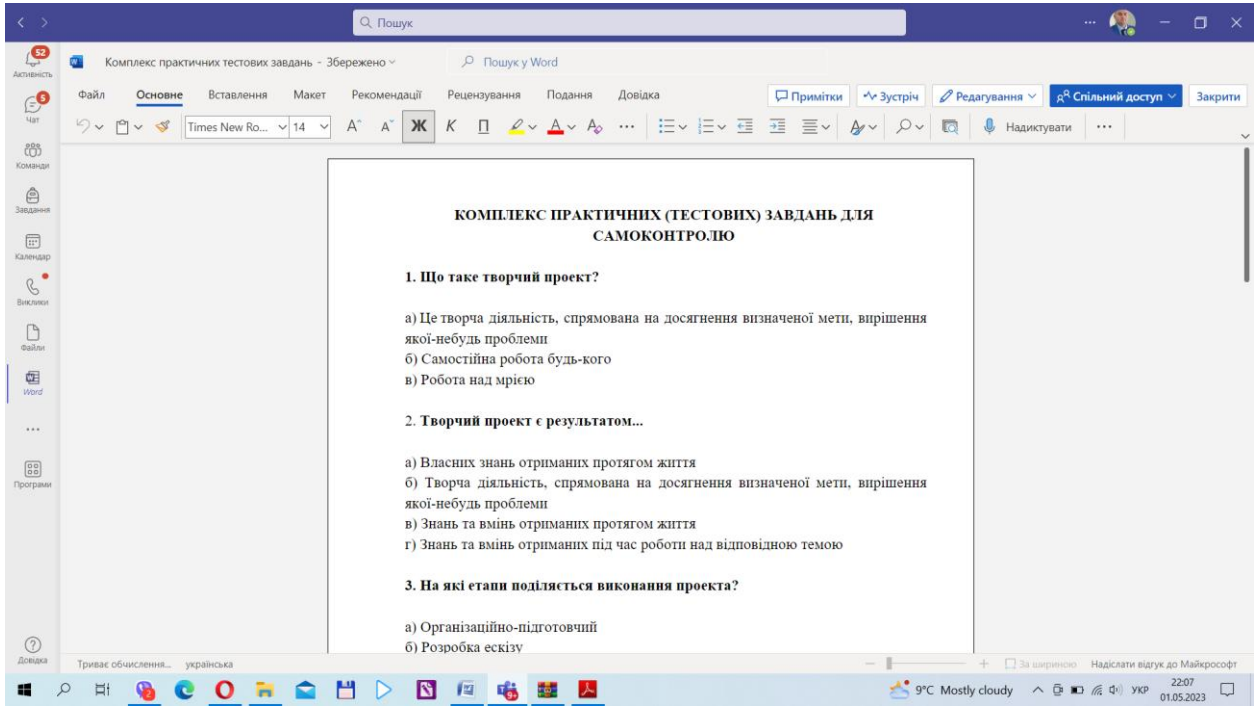 Пошук
...
52
Активність
Комплекс практичних тестових завдань - Збережено
Пошук у Word
5
Чат
Файл Основне Вставлення Макет Рекомендації Рецензування Подання Довідка Примітки Зустріч Редагування Спільний доступ Закрити
Times New Ro... 14 Ж К П ... Надиктувати ...
Команди
Завдання
Календар
Виклики
Файли
Word
...
Програми
Довідка
КОМПЛЕКС ПРАКТИЧНИХ (ТЕСТОВИХ) ЗАВДАНЬ ДЛЯ
САМОКОНТРОЛЮ
1. Що таке творчий проект?
а) Це творча діяльність, спрямована на досягнення визначеної мети, вирішення
якої-небудь проблеми
б) Самостійна робота будь-кого
в) Робота над мрією
2. Творчий проект є результатом...
а) Власних знань отриманих протягом життя
б) Творча діяльність, спрямована на досягнення визначеної мети, вирішення
якої-небудь проблеми
в) Знань та вмінь отриманих протягом життя
г) Знань та вмінь отриманих під час роботи над відповідною темою
3. На які етапи поділяється виконання проекта?
а) Організаційно-підготовчий
б) Розробка ескізу
Триває обчислення... українська
За шириною Надіслати відгук до Майкрософт
9°C Mostly cloudy УКР 22:07
01.05.2023